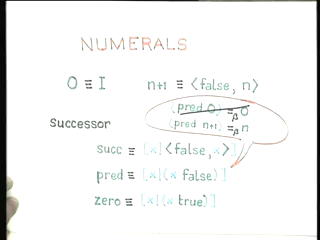 NUMERALS
0 ≡ I    n+1 ≡ <false, n>
(pred 0) =β 0
Successor    (pred n+1) =β n
succ ≡ [x]<false, x>]
pred ≡ [x](x false)]
zero ≡ [x](x true)]